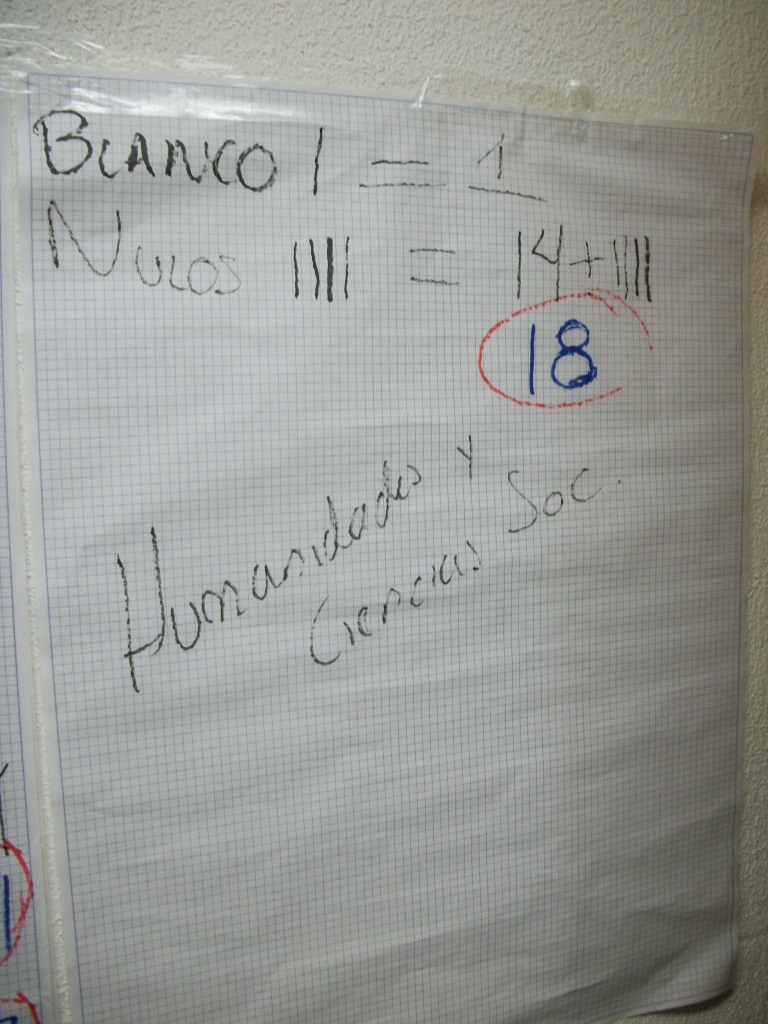 BLANCO | = 1
NULOS ||||| = 14+||||
18
Humanidades y
Ciencias Soc.